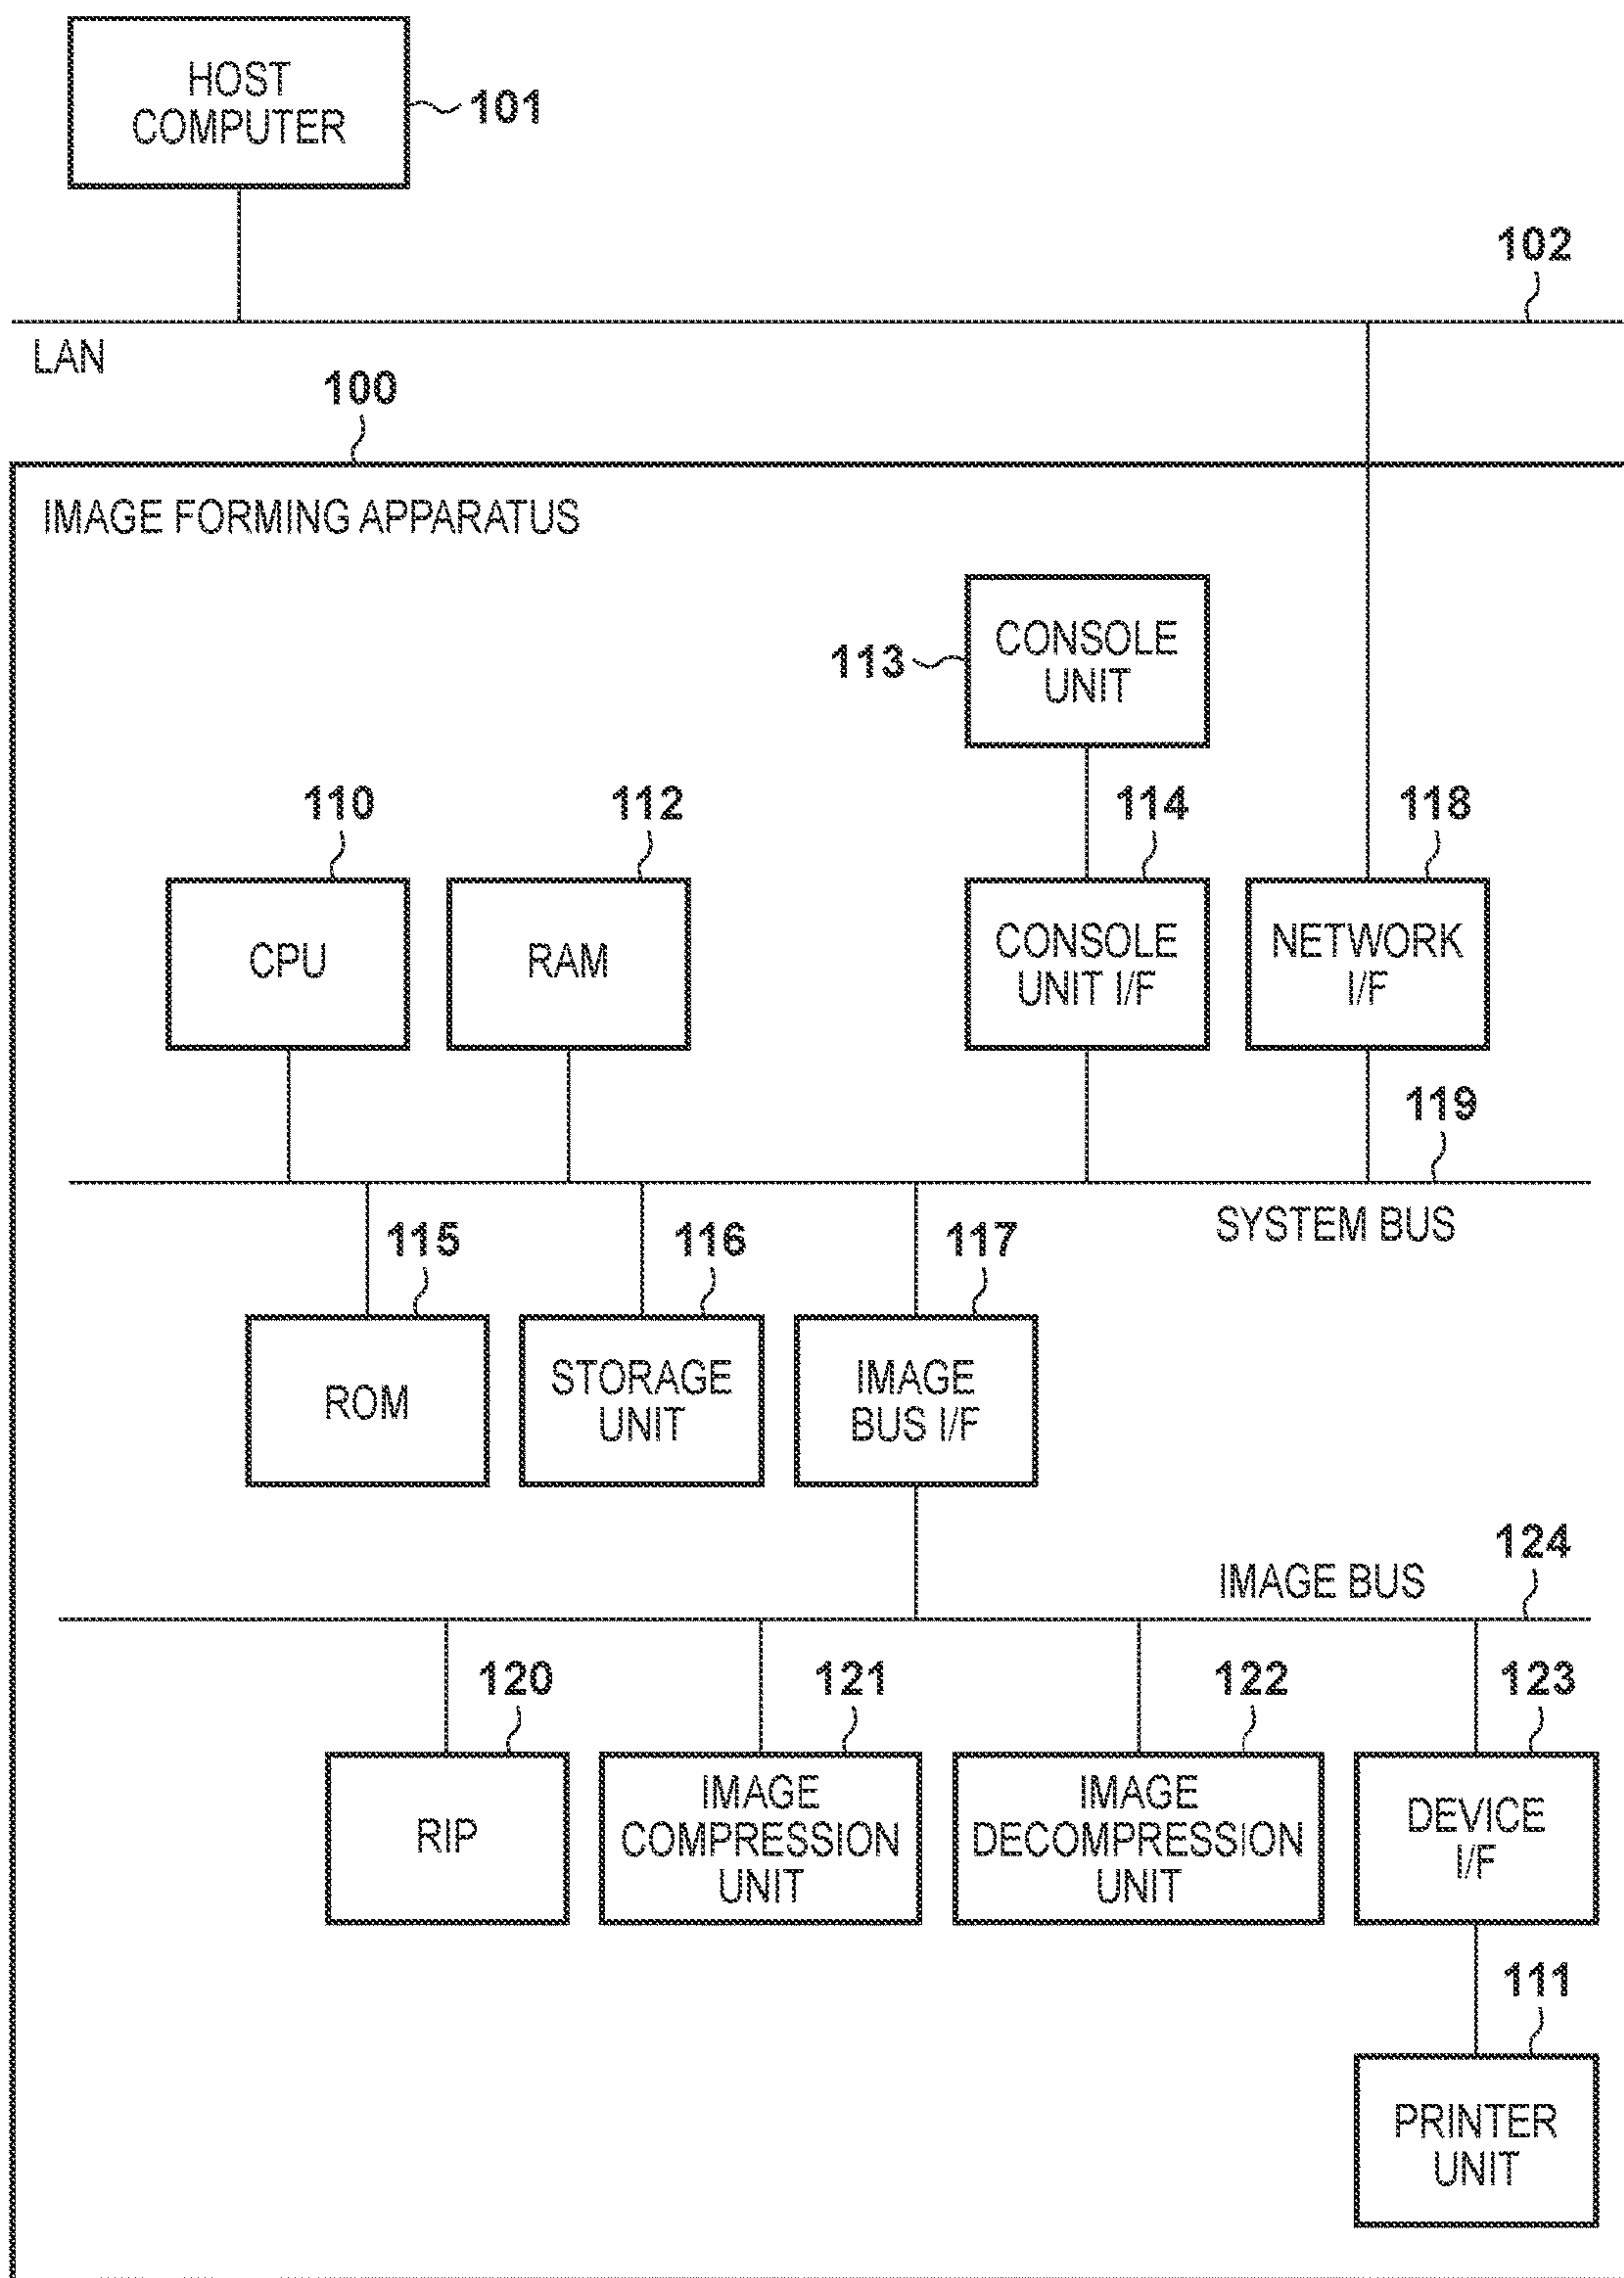 HOST
COMPUTER
101
102
LAN
100
IMAGE FORMING APPARATUS
CONSOLE
UNIT
113
110
112
114
118
CPU
RAM
CONSOLE
UNIT I/F
NETWORK
I/F
119
SYSTEM BUS
115
116
117
ROM
STORAGE
UNIT
IMAGE
BUS I/F
124
IMAGE BUS
120
121
122
123
RIP
IMAGE
COMPRESSION
UNIT
IMAGE
DECOMPRESSION
UNIT
DEVICE
I/F
111
PRINTER
UNIT